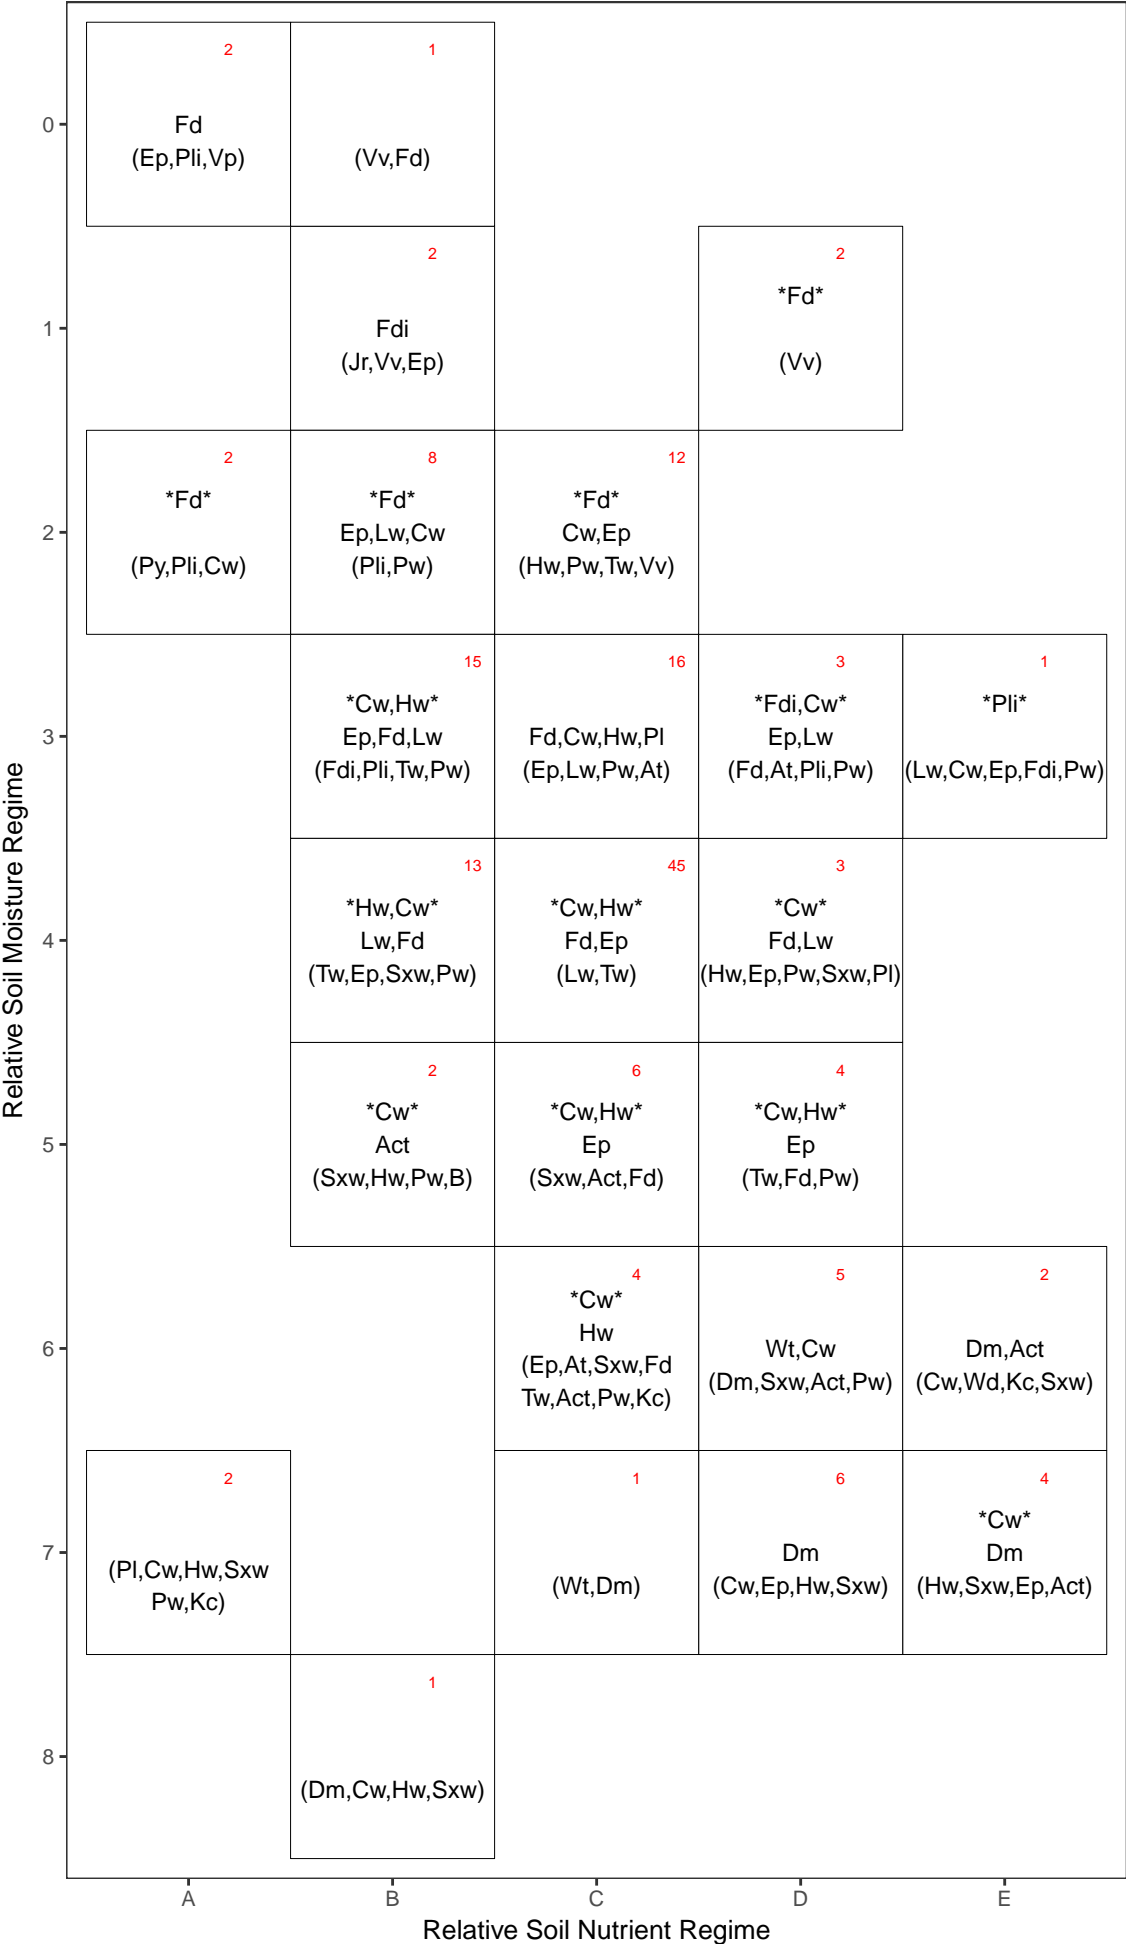 2
1
0
Fd
(Ep,Pli,Vp)
(Vv,Fd)
2
2
*Fd*
1
Fdi
(Jr,Vv,Ep)
(Vv)
2
8
12
*Fd*
*Fd*
*Fd*
2
Ep,Lw,Cw
Cw,Ep
(Py,Pli,Cw)
(Pli,Pw)
(Hw,Pw,Tw,Vv)
15
16
3
1
*Cw,Hw*
*Fdi,Cw*
*Pli*
3
Ep,Fd,Lw
Fd,Cw,Hw,Pl
Ep,Lw
(Fdi,Pli,Tw,Pw)
(Ep,Lw,Pw,At)
(Fd,At,Pli,Pw)
(Lw,Cw,Ep,Fdi,Pw)
13
45
3
*Hw,Cw*
*Cw,Hw*
*Cw*
4
Lw,Fd
Fd,Ep
Fd,Lw
(Tw,Ep,Sxw,Pw)
(Lw,Tw)
(Hw,Ep,Pw,Sxw,Pl)
2
6
4
*Cw*
*Cw,Hw*
*Cw,Hw*
5
Act
Ep
Ep
(Sxw,Hw,Pw,B)
(Sxw,Act,Fd)
(Tw,Fd,Pw)
4
5
2
*Cw*
Hw
6
Wt,Cw
Dm,Act
(Ep,At,Sxw,Fd
Tw,Act,Pw,Kc)
(Dm,Sxw,Act,Pw)
(Cw,Wd,Kc,Sxw)
2
1
6
4
*Cw*
7
Dm
Dm
(Pl,Cw,Hw,Sxw
Pw,Kc)
(Wt,Dm)
(Cw,Ep,Hw,Sxw)
(Hw,Sxw,Ep,Act)
1
8
(Dm,Cw,Hw,Sxw)
A
B
C
D
E
Relative Soil Nutrient Regime
Relative Soil Moisture Regime